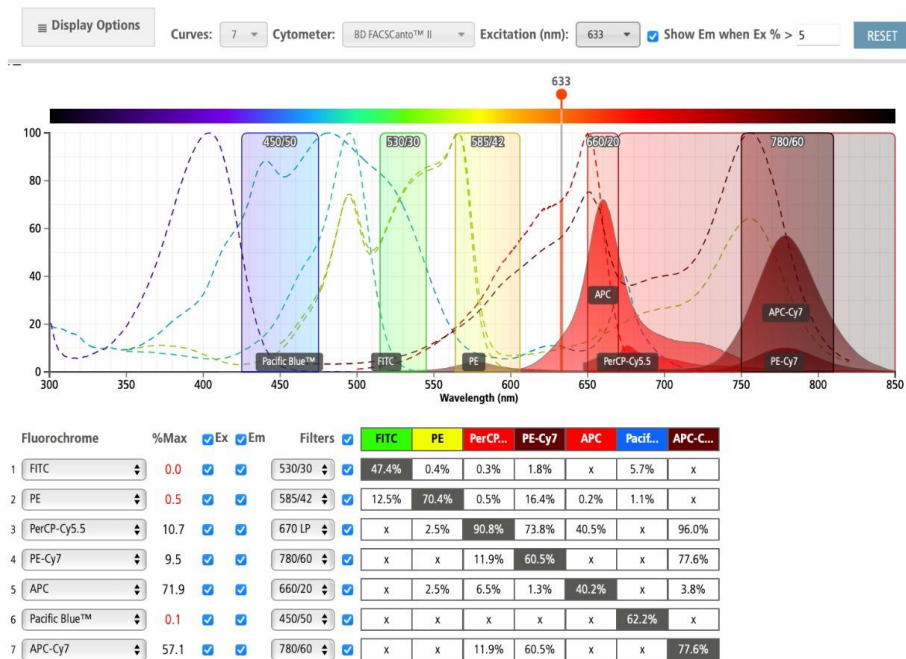 ≣ Display Options Curves: 7 Cytometer: BD FACSCanto™ II Excitation (nm): 633 Show Em when Ex % > 5 RESET
633
100 450/50 530/30 585/42 660/20 780/60
80
60
40 APC
APC-Cy7
20
Pacific Blue™ FITC PE PerCP-Cy5.5 PE-Cy7
0
300 350 400 450 500 550 600 650 700 750 800 850
Wavelength (nm)
Fluorochrome %Max Ex Em Filters FITC PE PerCP... PE-Cy7 APC Pacif... APC-C...
1 FITC 0.0 530/30 47.4% 0.4% 0.3% 1.8% x 5.7% x
2 PE 0.5 585/42 12.5% 70.4% 0.5% 16.4% 0.2% 1.1% x
3 PerCP-Cy5.5 10.7 670 LP x 2.5% 90.8% 73.8% 40.5% x 96.0%
4 PE-Cy7 9.5 780/60 x x 11.9% 60.5% x x 77.6%
5 APC 71.9 660/20 x 2.5% 6.5% 1.3% 40.2% x 3.8%
6 Pacific Blue™ 0.1 450/50 x x x x x 62.2% x
7 APC-Cy7 57.1 780/60 x x 11.9% 60.5% x x 77.6%